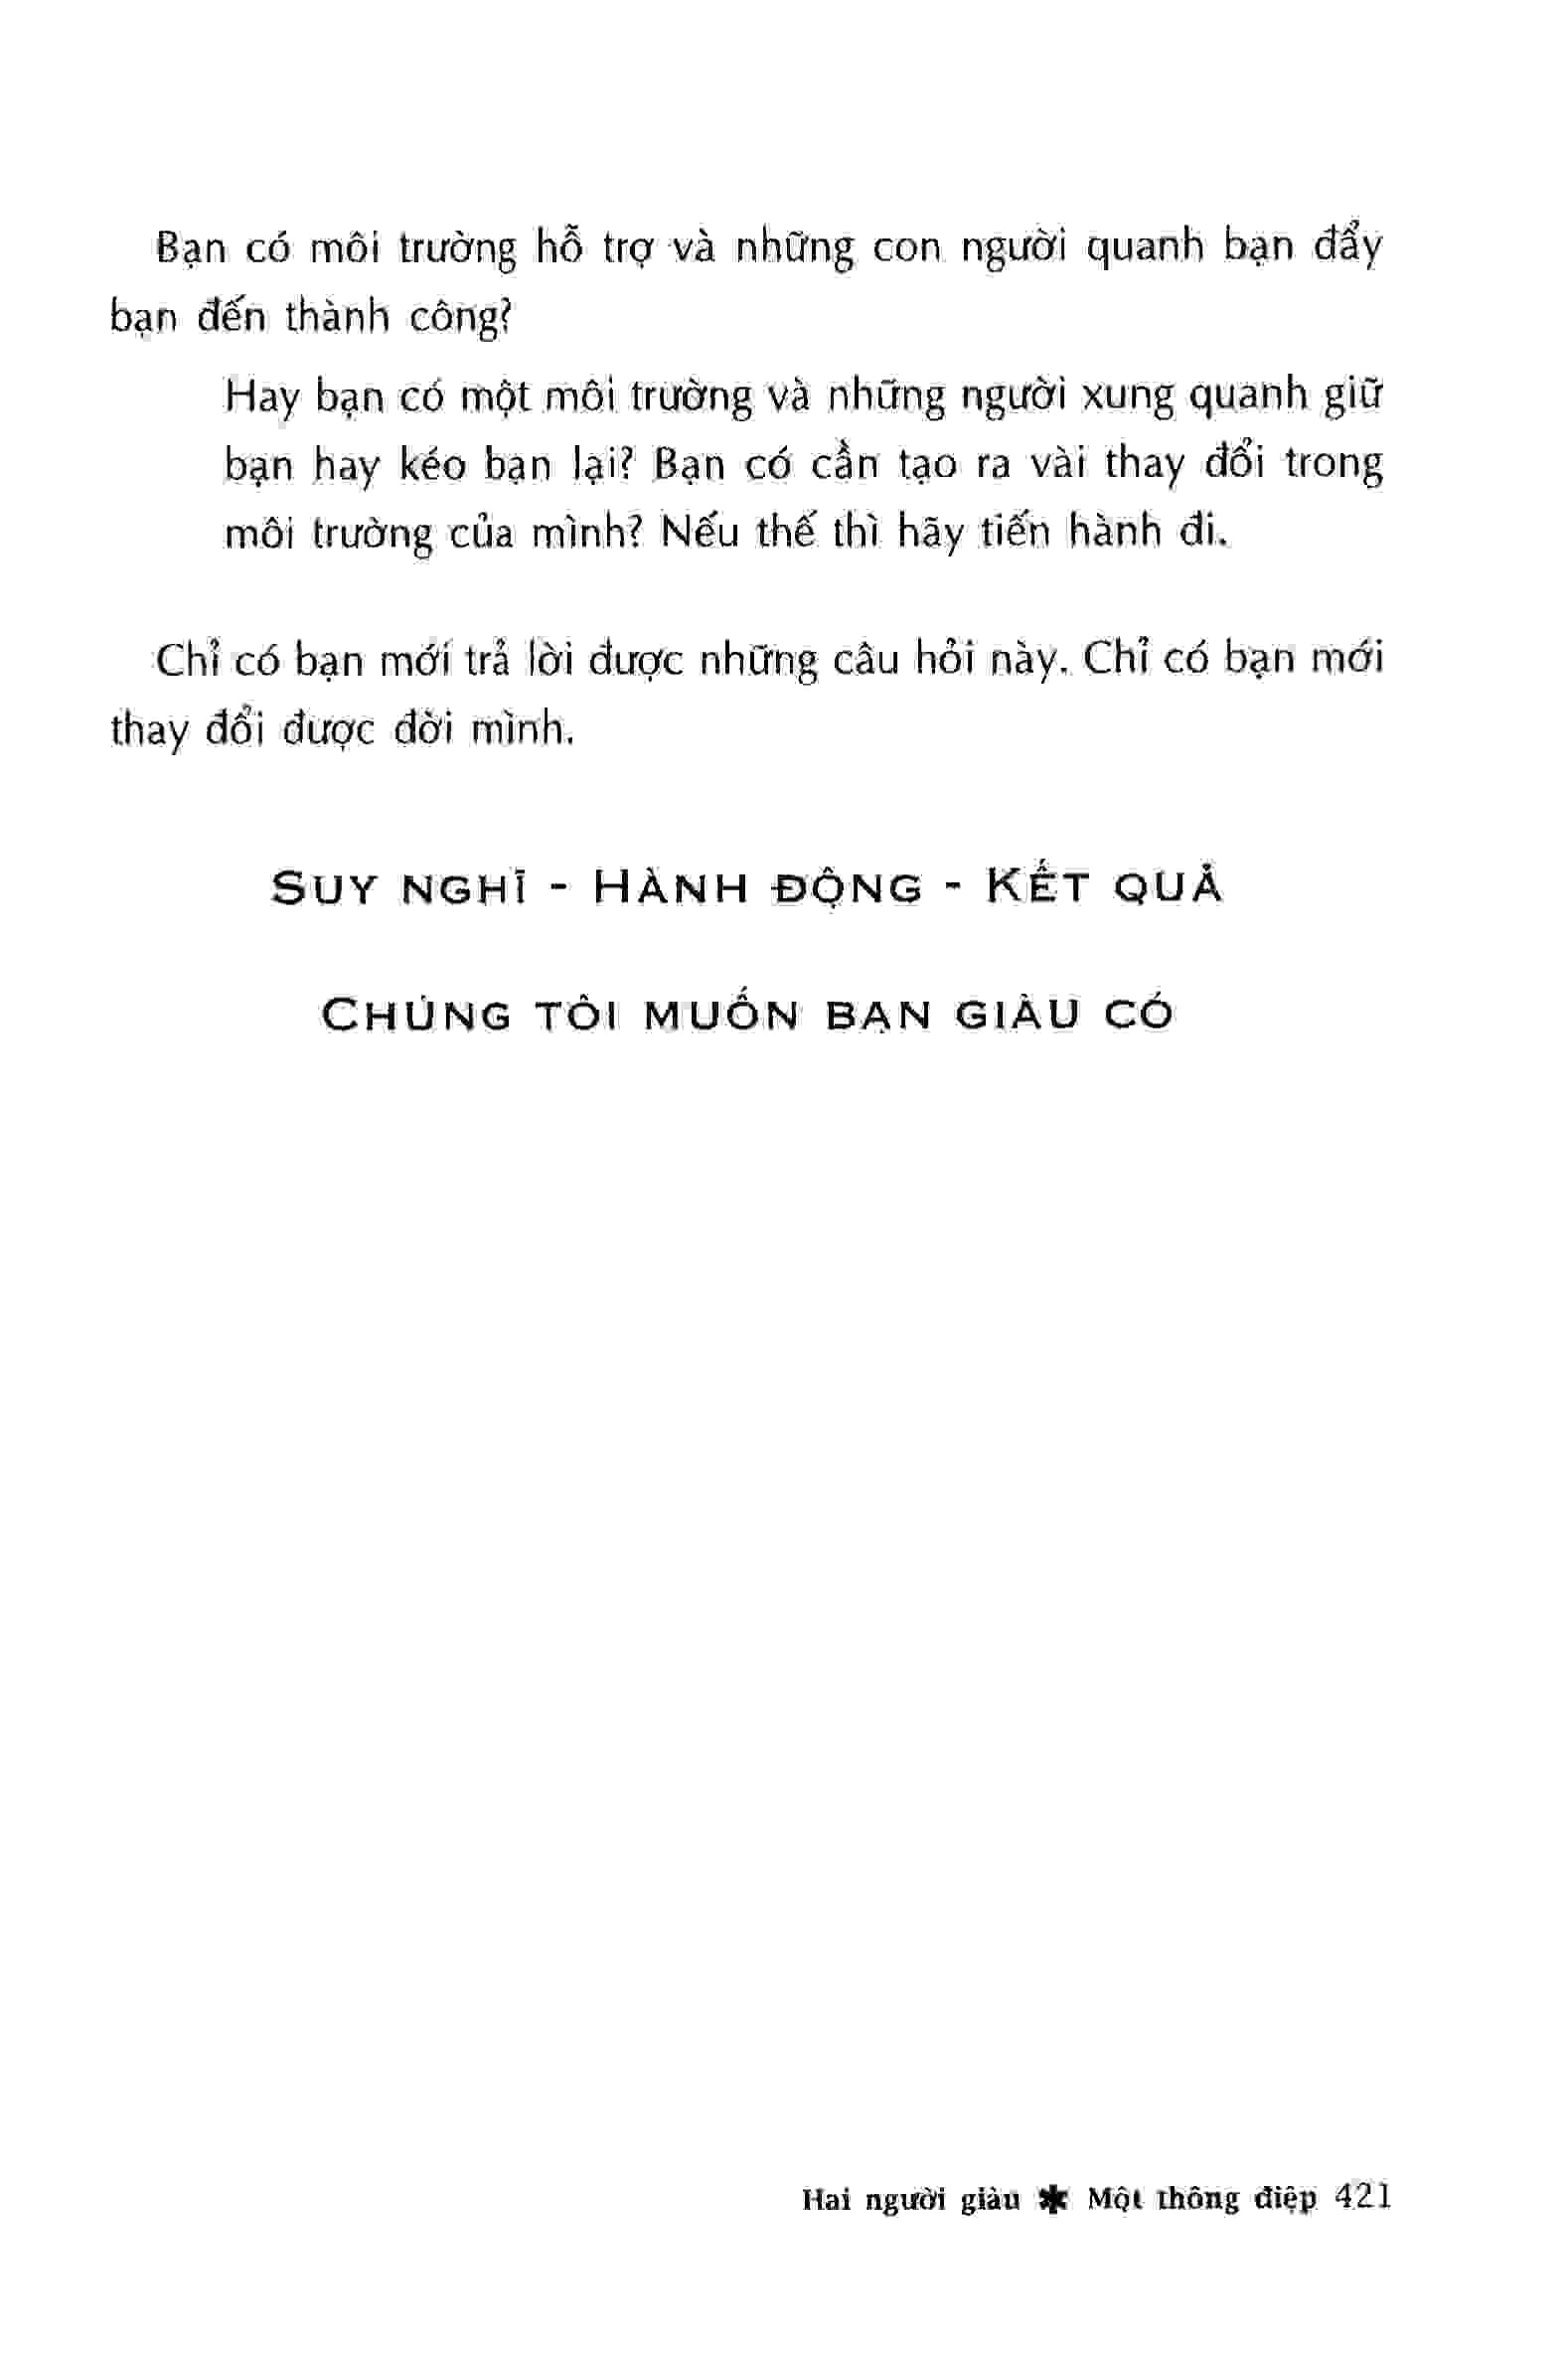 Bạn có môi trường hỗ trợ và những con người quanh bạn đẩy
bạn đến thành công?
Hay bạn có một môi trường và những người xung quanh giữ
bạn hay kéo bạn lại? Bạn có cần tạo ra vài thay đổi trong
môi trường của mình? Nếu thế thì hãy tiến hành đi.
Chỉ có bạn mới trả lời được những câu hỏi này. Chỉ có bạn mới
thay đổi được đời mình.
SUY NGHĨ - HÀNH ĐỘNG - KẾT QUẢ
CHÚNG TÔI MUỐN BẠN GIÀU CÓ
Hai người giàu ✱ Một thông điệp 421